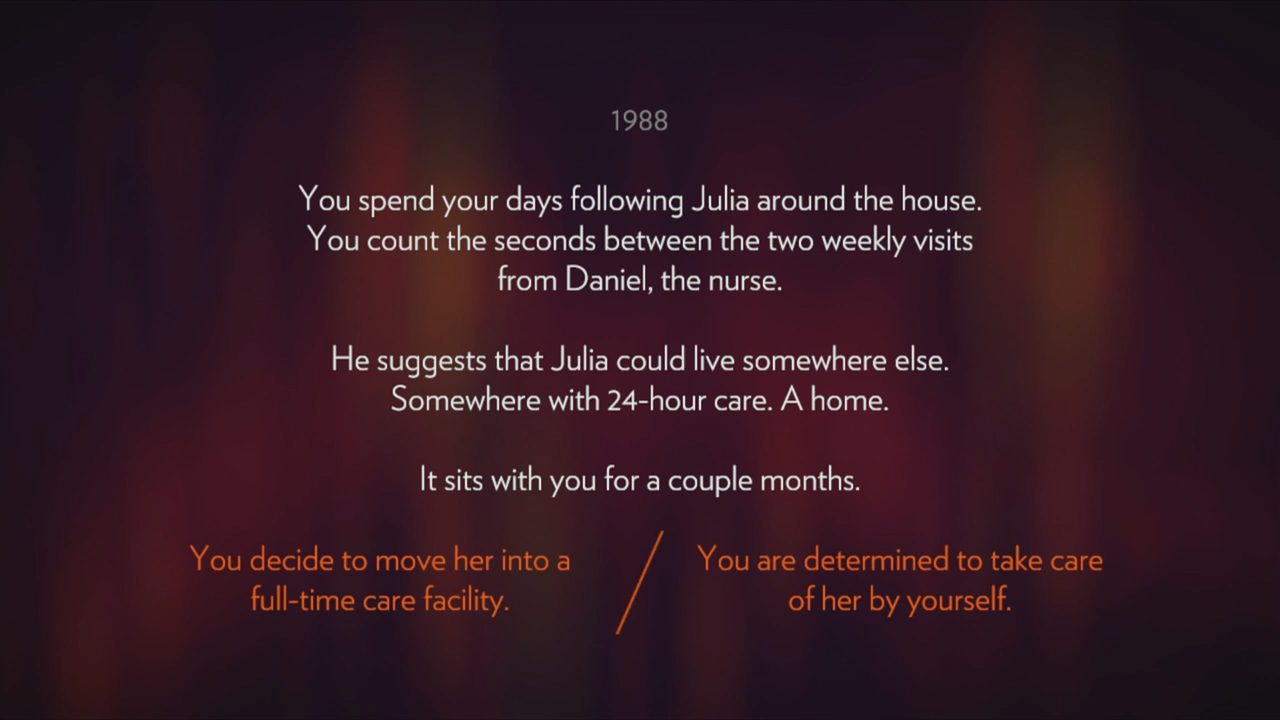 1988
You spend your days following Julia around the house.
You count the seconds between the two weekly visits
from Daniel, the nurse.
He suggests that Julia could live somewhere else.
Somewhere with 24-hour care. A home.
It sits with you for a couple months.
You decide to move her into a
full-time care facility.
You are determined to take care
of her by yourself.